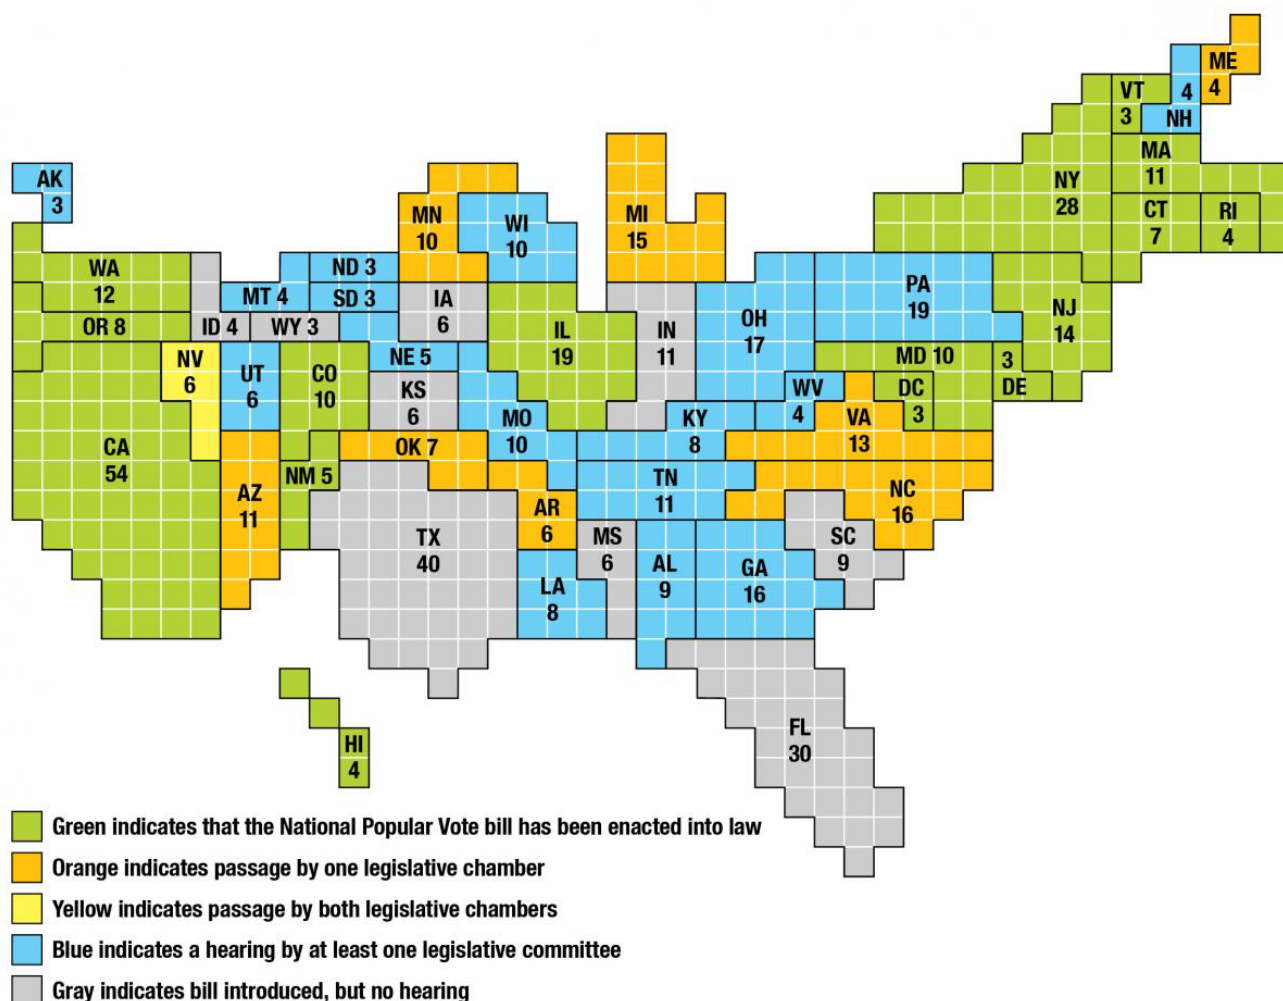 ME
4
VT
3
4
NH
MA
11
AK
3
NY
28
CT
7
RI
4
MN
10
WI
10
MI
15
WA
12
ND 3
MT 4
SD 3
IA
6
PA
19
OR 8
ID 4
WY 3
IL
19
IN
11
OH
17
NJ
14
NV
6
UT
6
CO
10
NE 5
KS
6
MD 10
3
DE
DC
3
WV
4
VA
13
KY
8
MO
10
CA
54
OK 7
NM 5
AZ
11
TN
11
NC
16
AR
6
TX
40
MS
6
SC
9
LA
8
AL
9
GA
16
FL
30
HI
4
Green indicates that the National Popular Vote bill has been enacted into law
Orange indicates passage by one legislative chamber
Yellow indicates passage by both legislative chambers
Blue indicates a hearing by at least one legislative committee
Gray indicates bill introduced, but no hearing